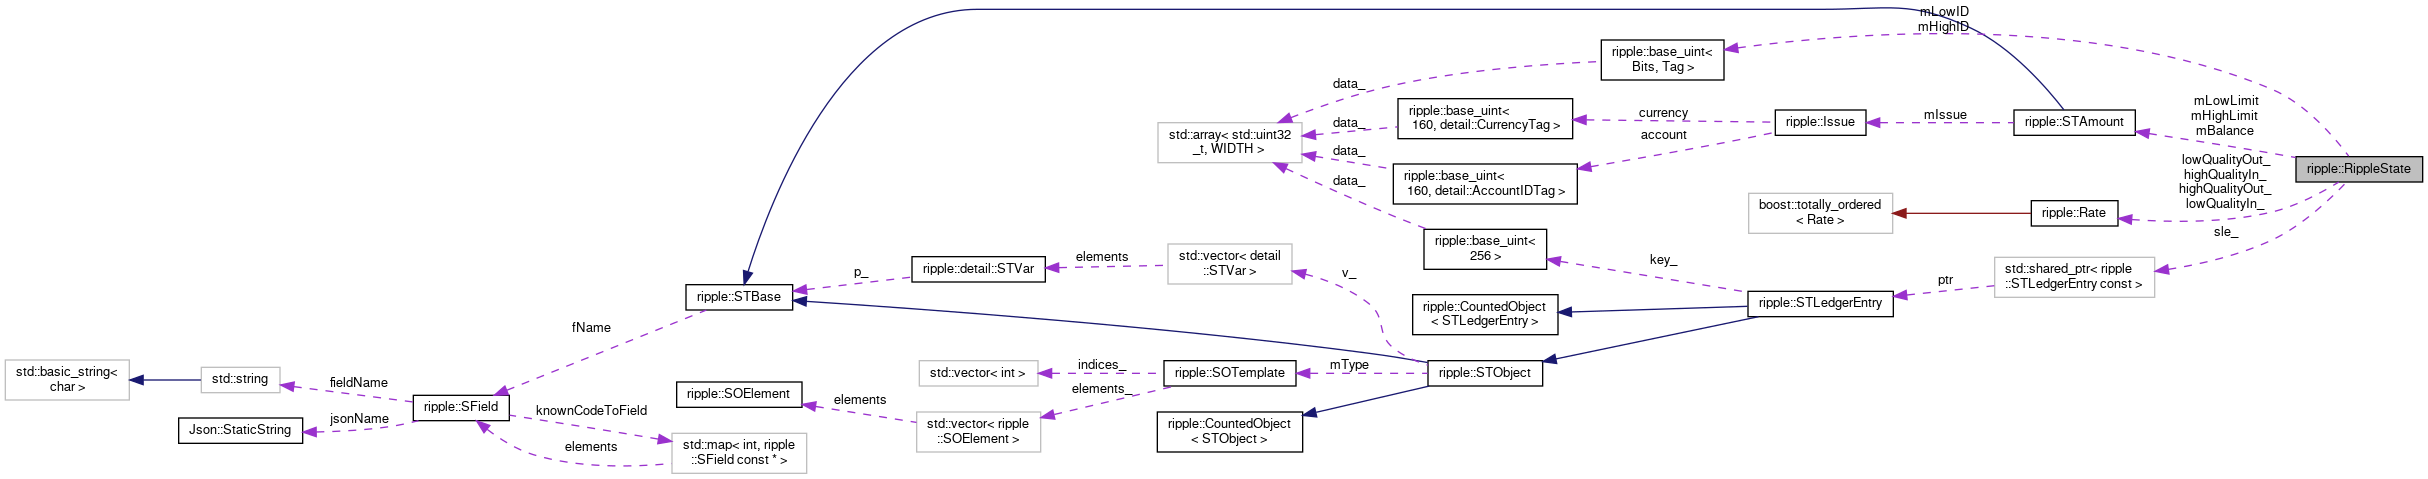 mLowID
mHighID
ripple::base_uint<
Bits, Tag >
data_
ripple::base_uint<
160, detail::CurrencyTag >
currency
mLowLimit
mHighLimit
mBalance
std::array< std::uint32
_t, WIDTH >
data_
ripple::Issue
mIssue
ripple::STAmount
account
data_
ripple::base_uint<
160, detail::AccountIDTag >
lowQualityOut_
highQualityIn_
highQualityOut_
lowQualityIn_
ripple::RippleState
data_
boost::totally_ordered
< Rate >
ripple::Rate
sle_
ripple::base_uint<
256 >
key_
std::vector< detail
::STVar >
elements
ripple::detail::STVar
p_
v_
std::shared_ptr< ripple
::STLedgerEntry const >
ptr
ripple::STBase
ripple::CountedObject
< STLedgerEntry >
ripple::STLedgerEntry
fName
std::basic_string<
char >
std::string
fieldName
std::vector< int >
indices_
ripple::SOTemplate
mType
ripple::STObject
ripple::SOElement
elements
elements_
ripple::SField
knownCodeToField
jsonName
Json::StaticString
std::vector< ripple
::SOElement >
ripple::CountedObject
< STObject >
elements
std::map< int, ripple
::SField const * >